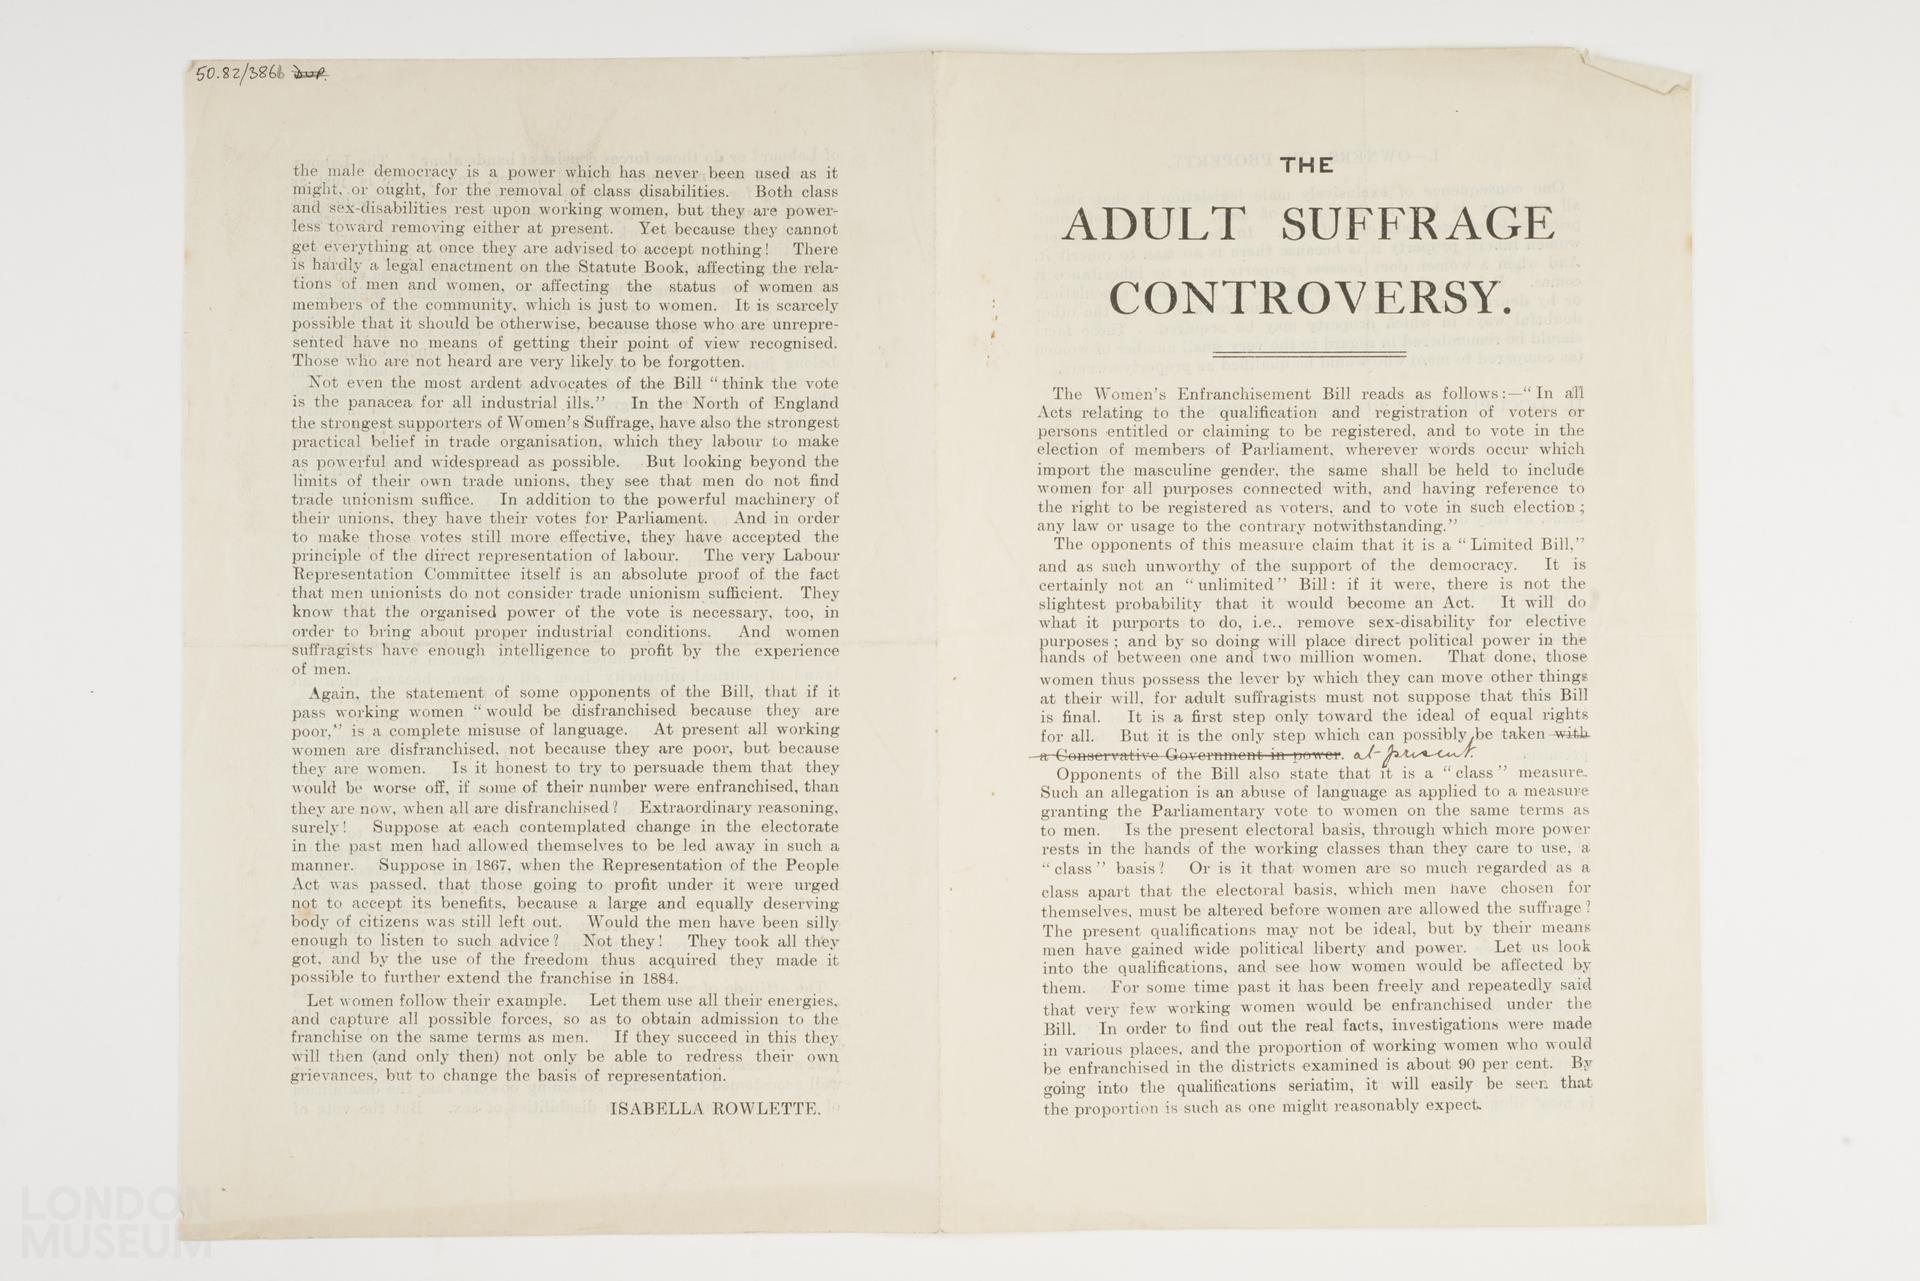 50.82/386b Dup.
the male democracy is a power which has never been used as it
might, or ought, for the removal of class disabilities. Both class
and sex-disabilities rest upon working women, but they are power-
less toward removing either at present. Yet because they cannot
get everything at once they are advised to accept nothing! There
is hardly a legal enactment on the Statute Book, affecting the rela-
tions of men and women, or affecting the status of women as
members of the community, which is just to women. It is scarcely
possible that it should be otherwise, because those who are unrepre-
sented have no means of getting their point of view recognised.
Those who are not heard are very likely to be forgotten.
Not even the most ardent advocates of the Bill “think the vote
is the panacea for all industrial ills.” In the North of England
the strongest supporters of Women's Suffrage, have also the strongest
practical belief in trade organisation, which they labour to make
as powerful and widespread as possible. But looking beyond the
limits of their own trade unions, they see that men do not find
trade unionism suffice. In addition to the powerful machinery of
their unions, they have their votes for Parliament. And in order
to make those votes still more effective, they have accepted the
principle of the direct representation of labour. The very Labour
Representation Committee itself is an absolute proof of the fact
that men unionists do not consider trade unionism sufficient. They
know that the organised power of the vote is necessary, too, in
order to bring about proper industrial conditions. And women
suffragists have enough intelligence to profit by the experience
of men.
Again, the statement of some opponents of the Bill, that if it
pass working women “would be disfranchised because they are
poor,” is a complete misuse of language. At present all working
women are disfranchised, not because they are poor, but because
they are women. Is it honest to try to persuade them that they
would be worse off, if some of their number were enfranchised, than
they are now, when all are disfranchised? Extraordinary reasoning,
surely! Suppose at each contemplated change in the electorate
in the past men had allowed themselves to be led away in such a
manner. Suppose in 1867, when the Representation of the People
Act was passed, that those going to profit under it were urged
not to accept its benefits, because a large and equally deserving
body of citizens was still left out. Would the men have been silly
enough to listen to such advice? Not they! They took all they
got, and by the use of the freedom thus acquired they made it
possible to further extend the franchise in 1884.
Let women follow their example. Let them use all their energies,
and capture all possible forces, so as to obtain admission to the
franchise on the same terms as men. If they succeed in this they
will then (and only then) not only be able to redress their own
grievances, but to change the basis of representation.
ISABELLA ROWLETTE.
THE
ADULT SUFFRAGE
CONTROVERSY.
The Women's Enfranchisement Bill reads as follows:—“In all
Acts relating to the qualification and registration of voters or
persons entitled or claiming to be registered, and to vote in the
election of members of Parliament, wherever words occur which
import the masculine gender, the same shall be held to include
women for all purposes connected with, and having reference to
the right to be registered as voters, and to vote in such election;
any law or usage to the contrary notwithstanding.”
The opponents of this measure claim that it is a “Limited Bill,”
and as such unworthy of the support of the democracy. It is
certainly not an “unlimited” Bill: if it were, there is not the
slightest probability that it would become an Act. It will do
what it purports to do, i.e., remove sex-disability for elective
purposes; and by so doing will place direct political power in the
hands of between one and two million women. That done, those
women thus possess the lever by which they can move other things
at their will, for adult suffragists must not suppose that this Bill
is final. It is a first step only toward the ideal of equal rights
for all. But it is the only step which can possibly be taken with
a Conservative Government in power. at present.
Opponents of the Bill also state that it is a “class” measure.
Such an allegation is an abuse of language as applied to a measure
granting the Parliamentary vote to women on the same terms as
to men. Is the present electoral basis, through which more power
rests in the hands of the working classes than they care to use, a
“class” basis? Or is it that women are so much regarded as a
class apart that the electoral basis, which men have chosen for
themselves, must be altered before women are allowed the suffrage?
The present qualifications may not be ideal, but by their means
men have gained wide political liberty and power. Let us look
into the qualifications, and see how women would be affected by
them. For some time past it has been freely and repeatedly said
that very few working women would be enfranchised under the
Bill. In order to find out the real facts, investigations were made
in various places, and the proportion of working women who would
be enfranchised in the districts examined is about 90 per cent. By
going into the qualifications seriatim, it will easily be seen that
the proportion is such as one might reasonably expect.
LONDON
MUSEUM